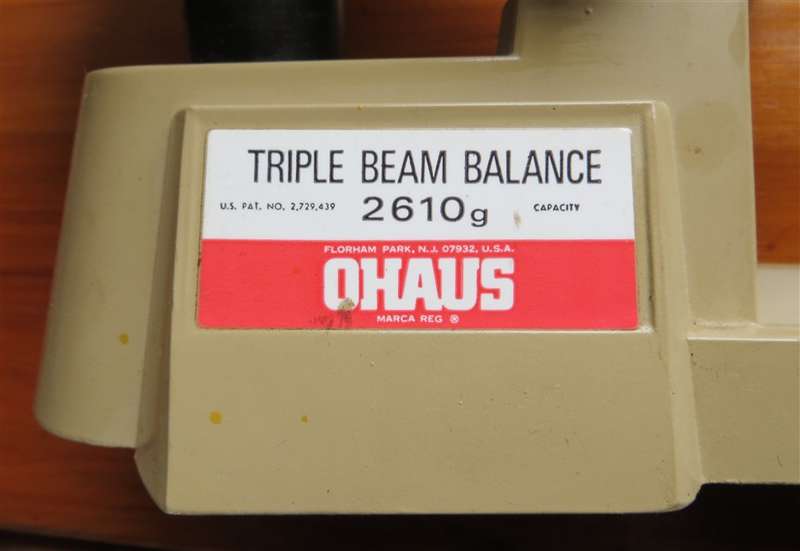 TRIPLE BEAM BALANCE
U.S. PAT. NO. 2,729,439 2610g CAPACITY
FLORHAM PARK, N.J. 07932, U.S.A.
OHAUS
MARCA REG ®